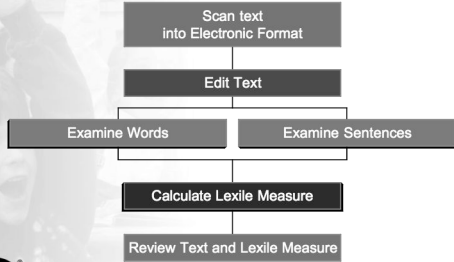 Scan text
into Electronic Format
Edit Text
Examine Words
Examine Sentences
Calculate Lexile Measure
Review Text and Lexile Measure